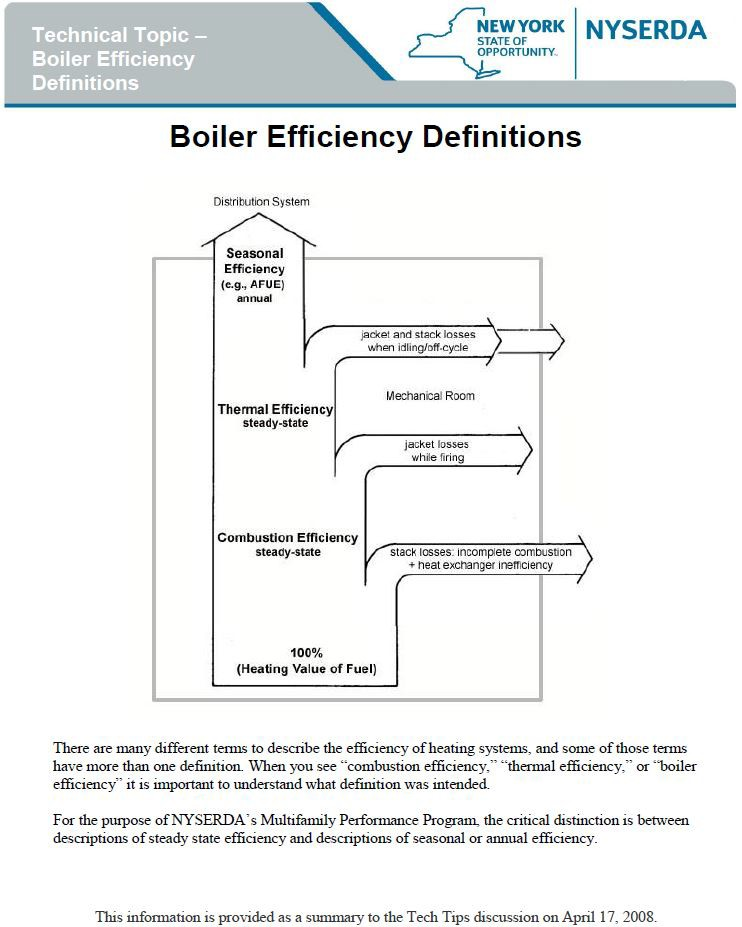 Technical Topic –
Boiler Efficiency
Definitions
NEW YORK
STATE OF
OPPORTUNITY.
NYSERDA
Boiler Efficiency Definitions
Distribution System
Seasonal
Efficiency
(e.g., AFUE)
annual
jacket and stack losses
when idling/off-cycle
Mechanical Room
Thermal Efficiency
steady-state
jacket losses
while firing
Combustion Efficiency
steady-state
stack losses: incomplete combustion
+ heat exchanger inefficiency
100%
(Heating Value of Fuel)
There are many different terms to describe the efficiency of heating systems, and some of those terms
have more than one definition. When you see “combustion efficiency,” “thermal efficiency,” or “boiler
efficiency” it is important to understand what definition was intended.
For the purpose of NYSERDA’s Multifamily Performance Program, the critical distinction is between
descriptions of steady state efficiency and descriptions of seasonal or annual efficiency.
This information is provided as a summary to the Tech Tips discussion on April 17, 2008.